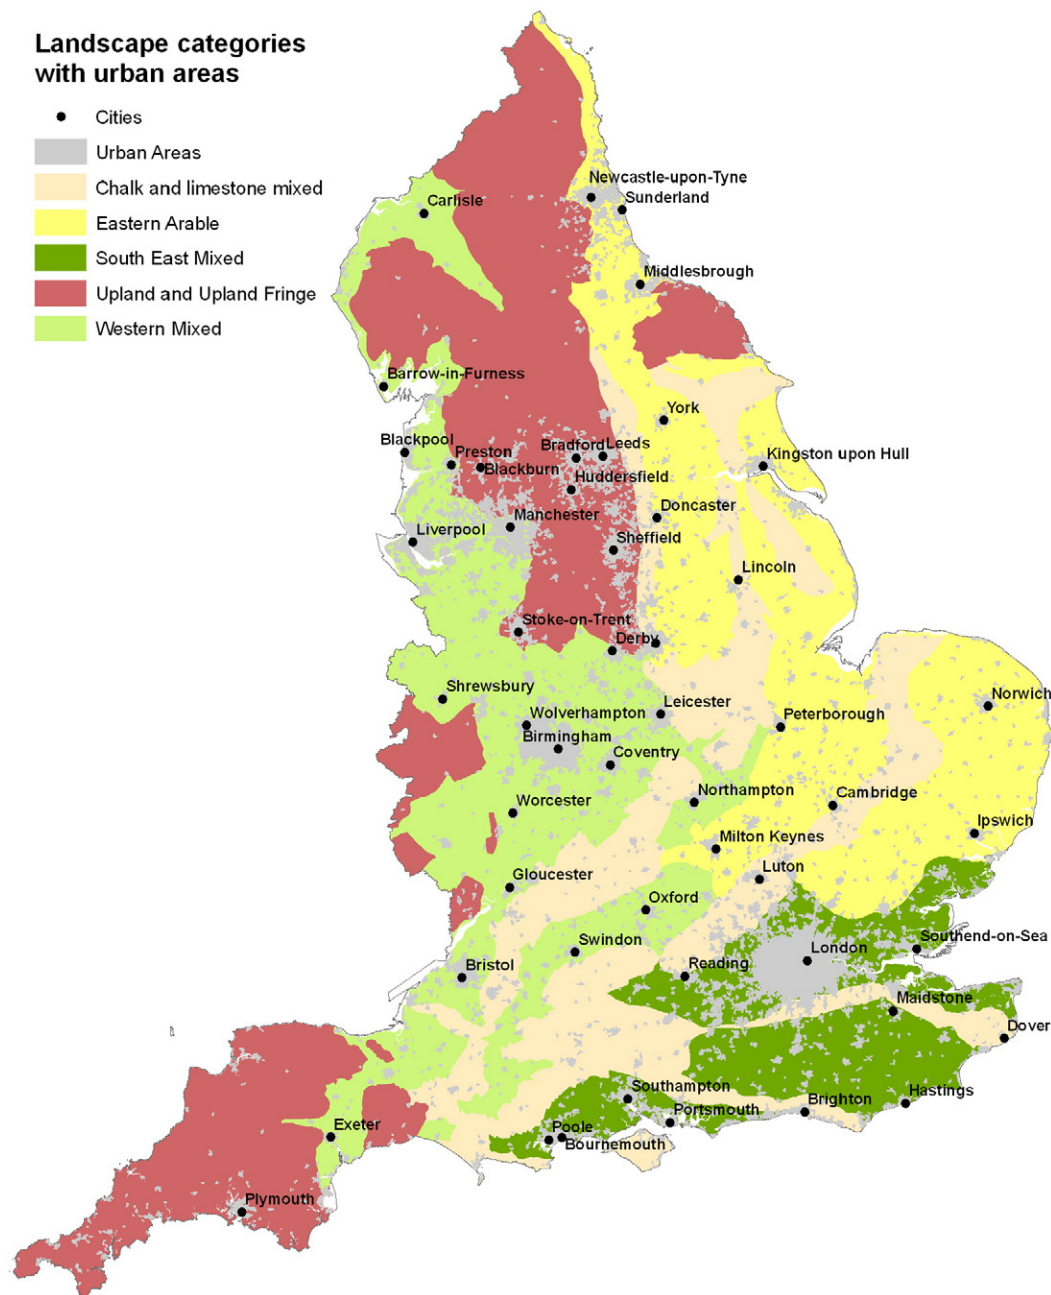 Landscape categories
with urban areas
Cities
Urban Areas
Chalk and limestone mixed
Eastern Arable
South East Mixed
Upland and Upland Fringe
Western Mixed
Newcastle-upon-Tyne
Carlisle
Sunderland
Middlesbrough
Barrow-in-Furness
York
Blackpool
Preston
Bradford
Leeds
Kingston upon Hull
Blackburn
Huddersfield
Doncaster
Manchester
Liverpool
Sheffield
Lincoln
Stoke-on-Trent
Derby
Shrewsbury
Leicester
Norwich
Wolverhampton
Peterborough
Birmingham
Coventry
Northampton
Cambridge
Worcester
Ipswich
Milton Keynes
Luton
Gloucester
Oxford
Swindon
London
Southend-on-Sea
Bristol
Reading
Maidstone
Dover
Southampton
Brighton
Hastings
Portsmouth
Exeter
Poole
Bournemouth
Plymouth